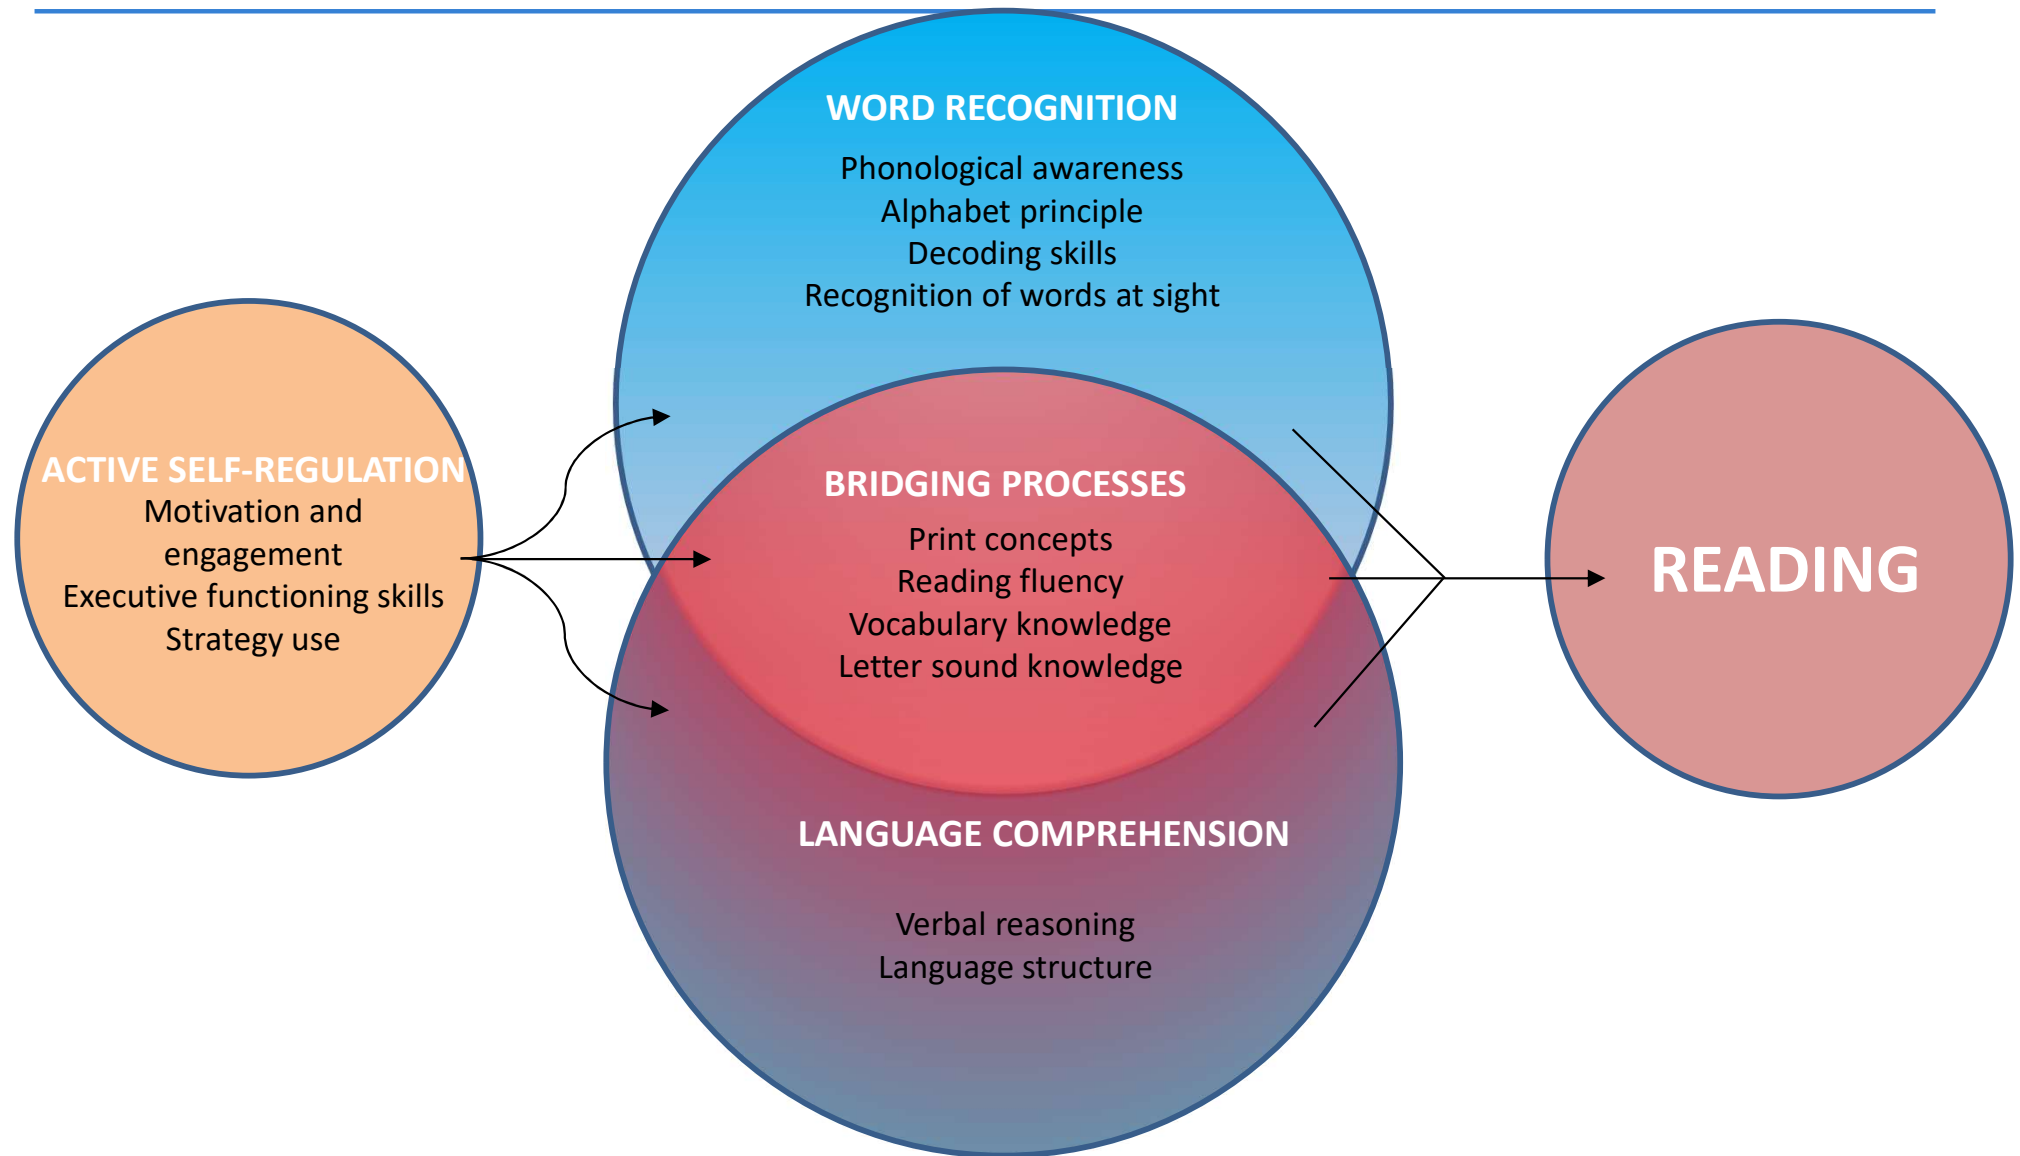 WORD RECOGNITION
Phonological awareness
Alphabet principle
Decoding skills
Recognition of words at sight
ACTIVE SELF-REGULATION
Motivation and
engagement
Executive functioning skills
Strategy use
BRIDGING PROCESSES
Print concepts
Reading fluency
Vocabulary knowledge
Letter sound knowledge
LANGUAGE COMPREHENSION
Verbal reasoning
Language structure
READING